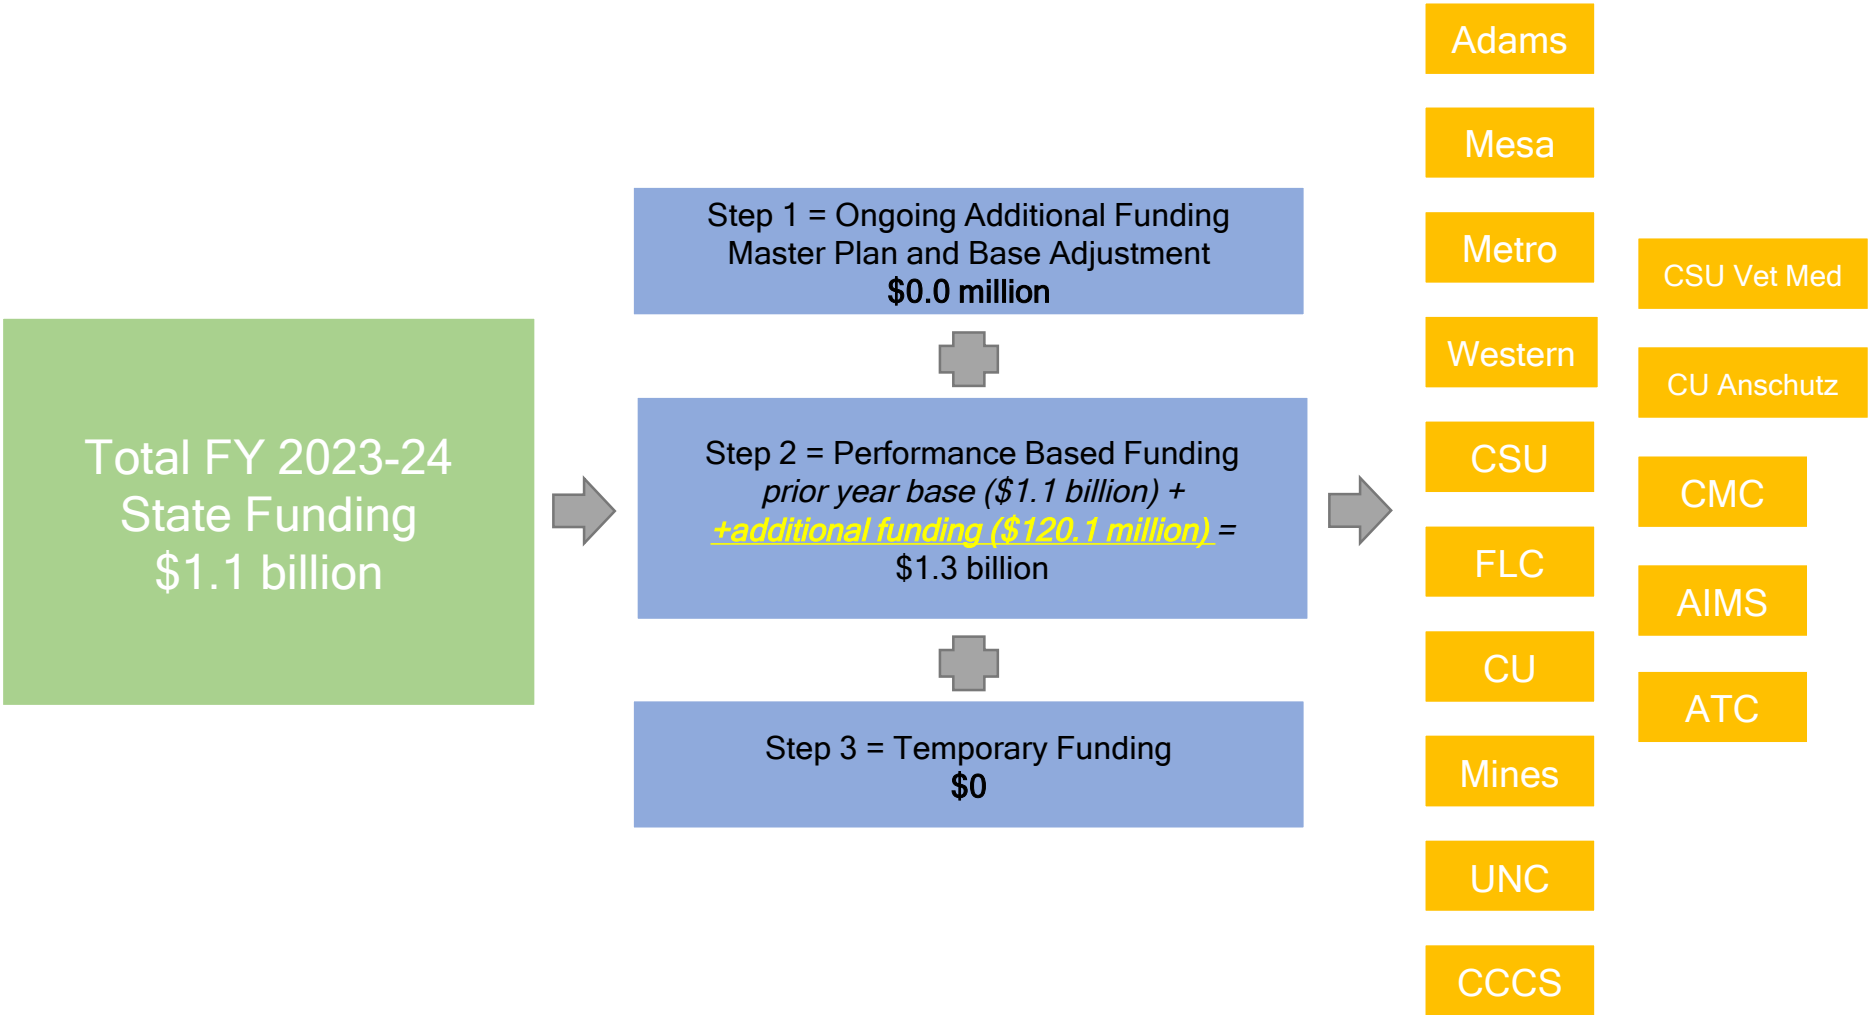 Total FY 2023-24
State Funding
$1.1 billion
Step 1 = Ongoing Additional Funding
Master Plan and Base Adjustment
$0.0 million
Step 2 = Performance Based Funding
prior year base ($1.1 billion) +
+additional funding ($120.1 million) =
$1.3 billion
Step 3 = Temporary Funding
$0
Adams
Mesa
Metro
Western
CSU
FLC
CU
Mines
UNC
CCCS
CSU Vet Med
CU Anschutz
CMC
AIMS
ATC